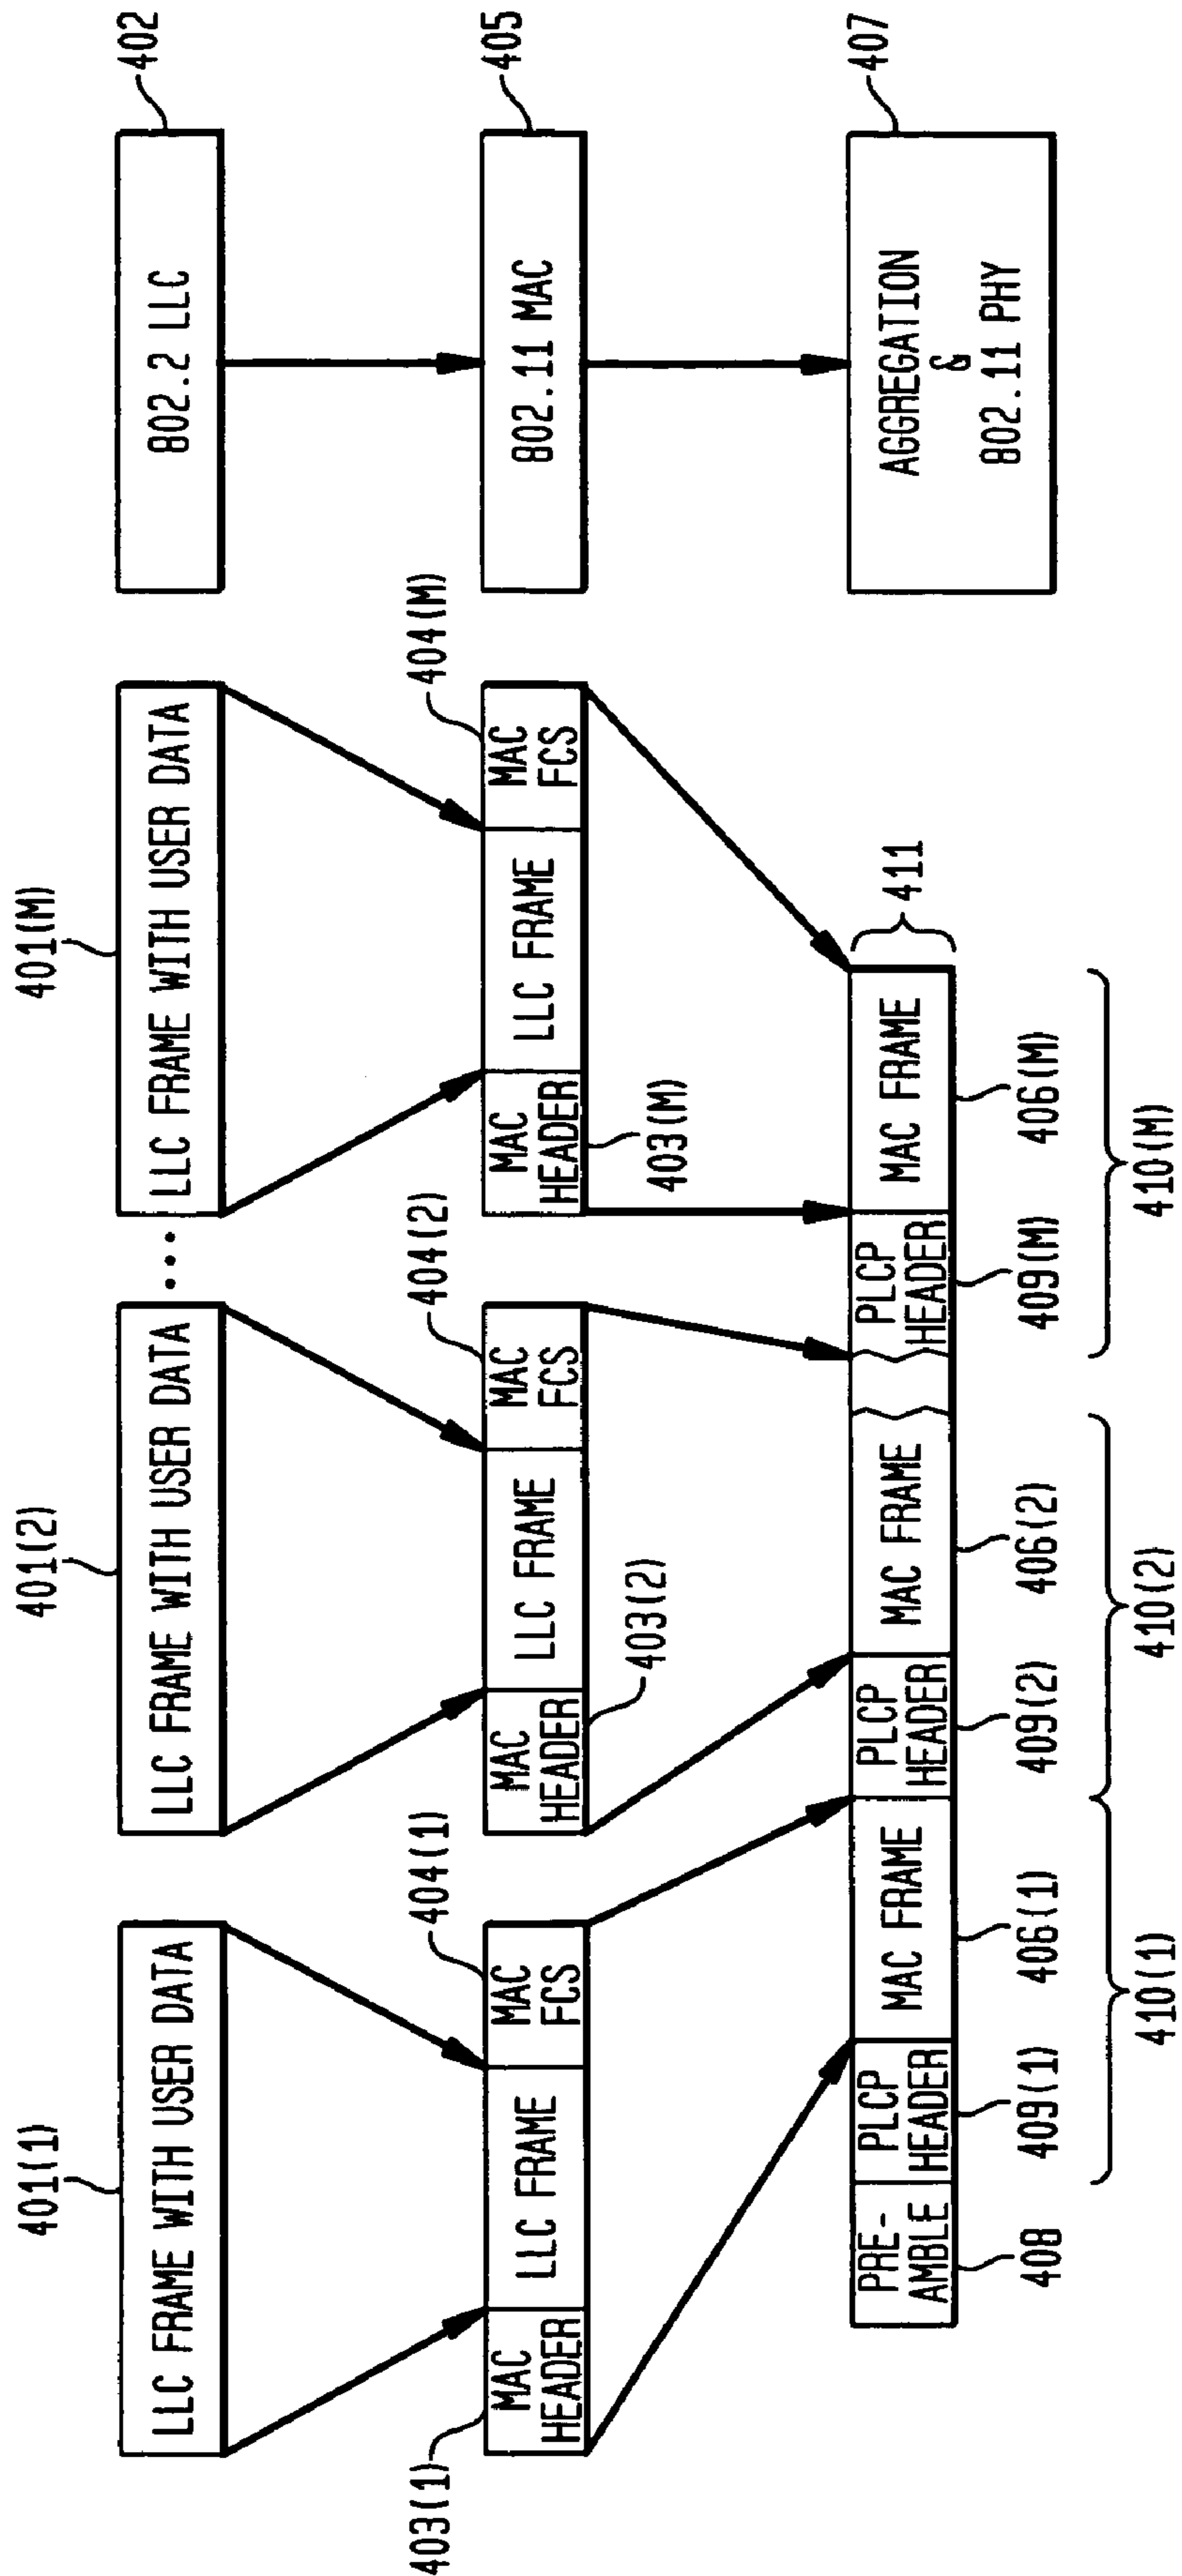 401(1)
401(2)
401(M)
402
LLC FRAME WITH USER DATA
LLC FRAME WITH USER DATA
...
LLC FRAME WITH USER DATA
802.2 LLC
403(1)
404(1)
404(2)
404(M)
405
MAC
HEADER
LLC FRAME
MAC
FCS
MAC
HEADER
LLC FRAME
MAC
FCS
MAC
HEADER
LLC FRAME
MAC
FCS
802.11 MAC
403(2)
403(M)
411
407
PRE-
AMBLE
PLCP
HEADER
MAC FRAME
PLCP
HEADER
MAC FRAME
PLCP
HEADER
MAC FRAME
AGGREGATION
&
802.11 PHY
408
409(1)
406(1)
409(2)
406(2)
409(M)
406(M)
410(1)
410(2)
410(M)